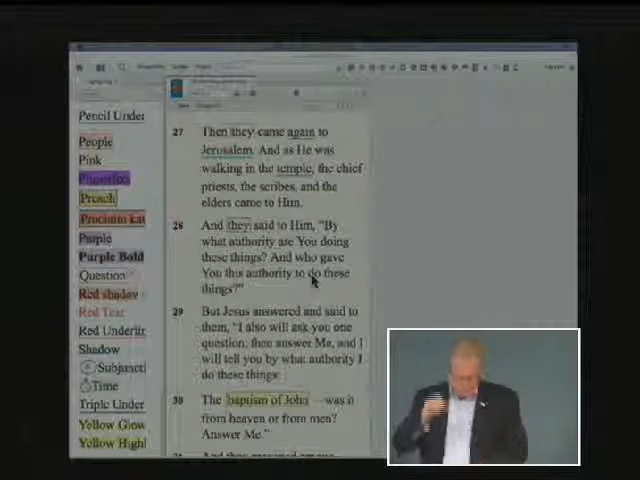 Pencil Under
People
Pink
Preach
Purple
Purple Bold
Question
Red shadow
Red Text
Red Underlin
Shadow
Subjuncti
Time
Triple Under
Yellow Glow
Yellow High
27 Then they came again to
Jerusalem. And as He was
walking in the temple, the chief
priests, the scribes, and the
elders came to Him.
28 And they said to Him, "By
what authority are You doing
these things? And who gave
You this authority to do these
things?"
29 But Jesus answered and said to
them, "I also will ask you one
question; then answer Me, and I
will tell you by what authority I
do these things:
30 The baptism of John—was it
from heaven or from men?
Answer Me."